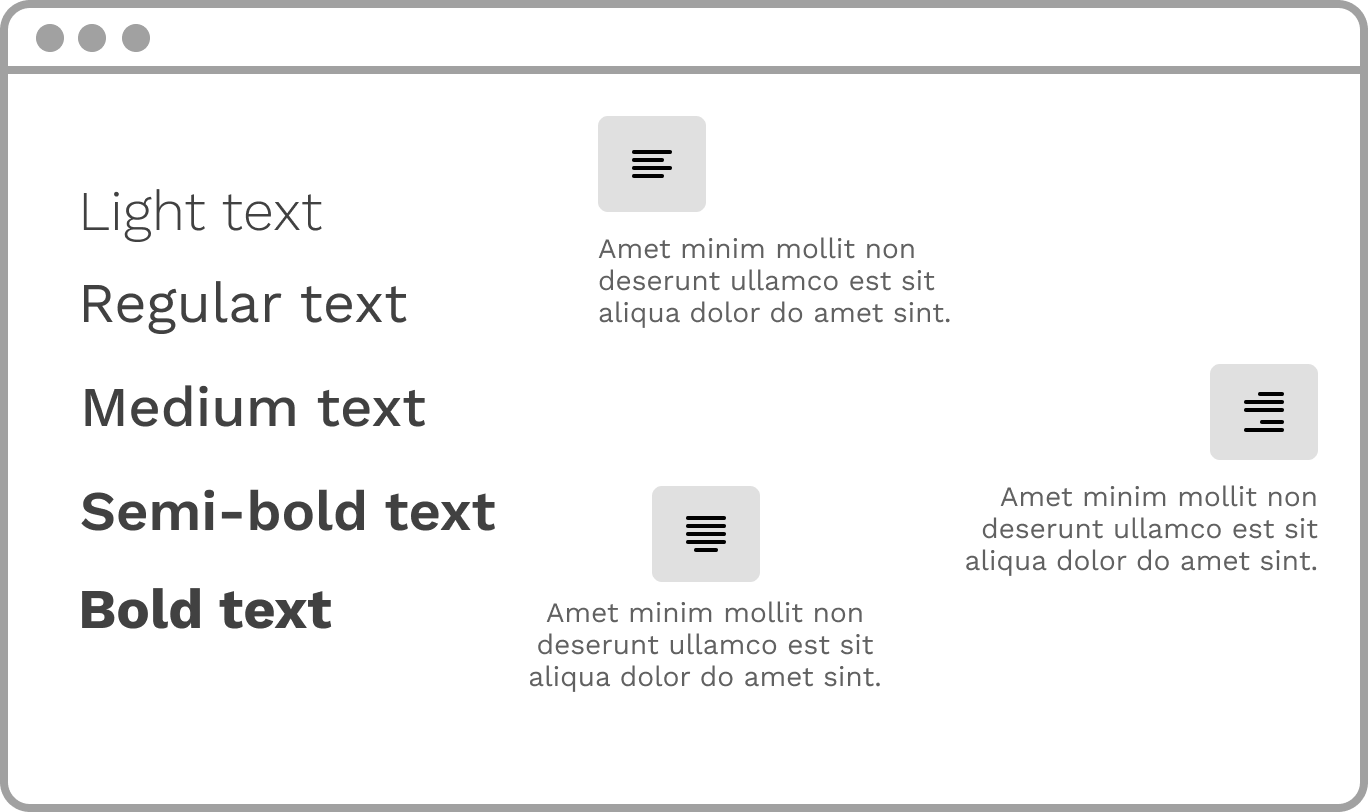 Light text
Regular text
Medium text
Semi-bold text
Bold text
Amet minim mollit non
deserunt ullamco est sit
aliqua dolor do amet sint.
Amet minim mollit non
deserunt ullamco est sit
aliqua dolor do amet sint.
Amet minim mollit non
deserunt ullamco est sit
aliqua dolor do amet sint.